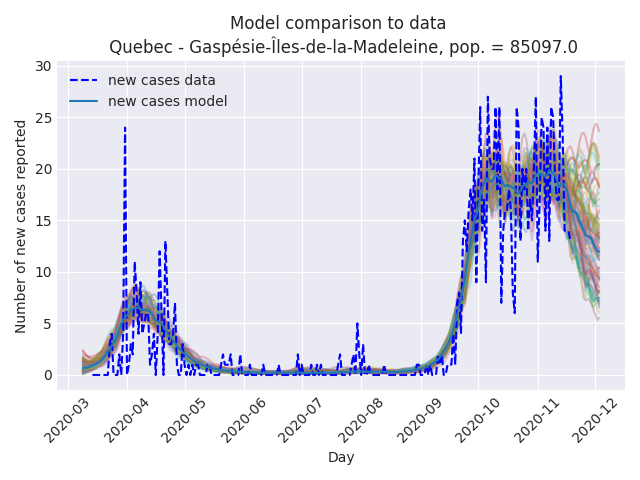 Model comparison to data
Quebec - Gaspésie-Îles-de-la-Madeleine, pop. = 85097.0
30
25
20
15
10
5
0
Number of new cases reported
new cases data
new cases model
2020-03
2020-04
2020-05
2020-06
2020-07
2020-08
2020-09
2020-10
2020-11
2020-12
Day